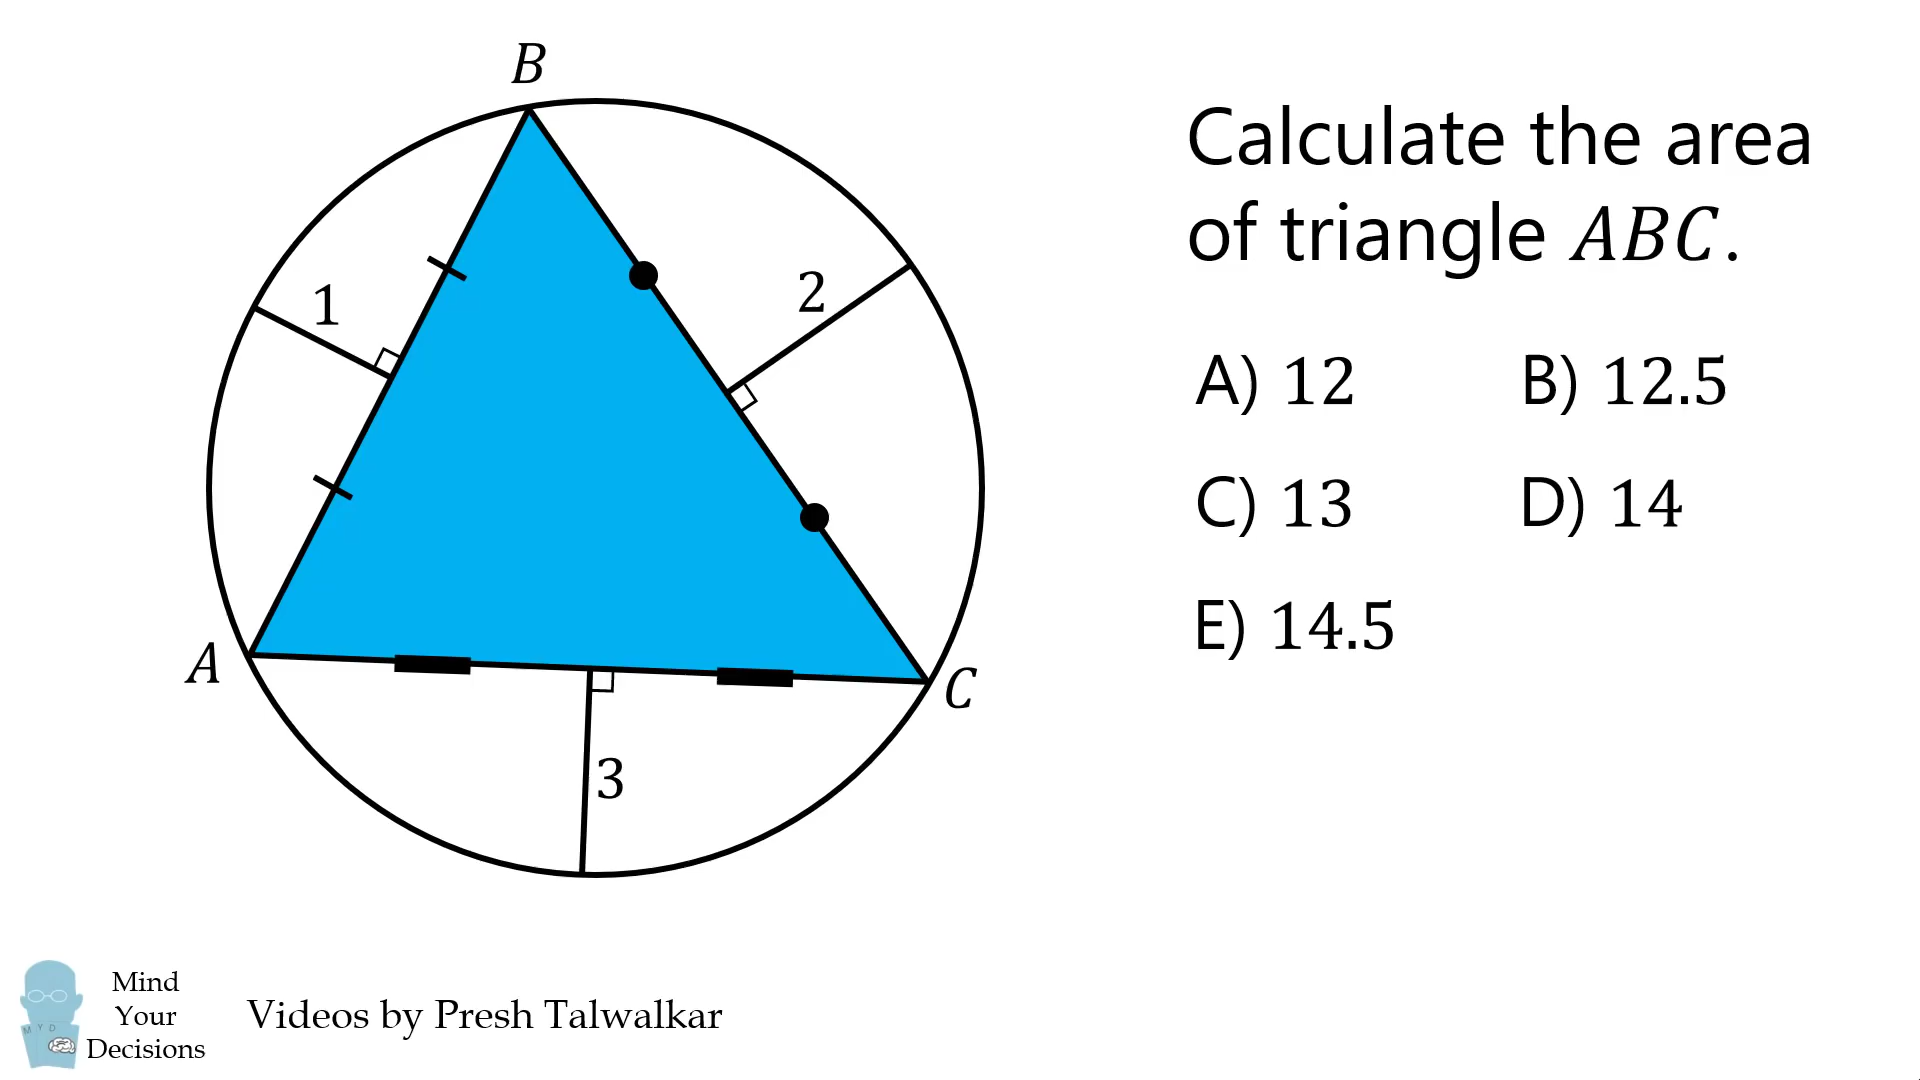 B
Calculate the area
of triangle ABC.
1
2
A) 12
B) 12.5
C) 13
D) 14
E) 14.5
A
C
3
M Y D
Mind
Your
Decisions
Videos by Presh Talwalkar